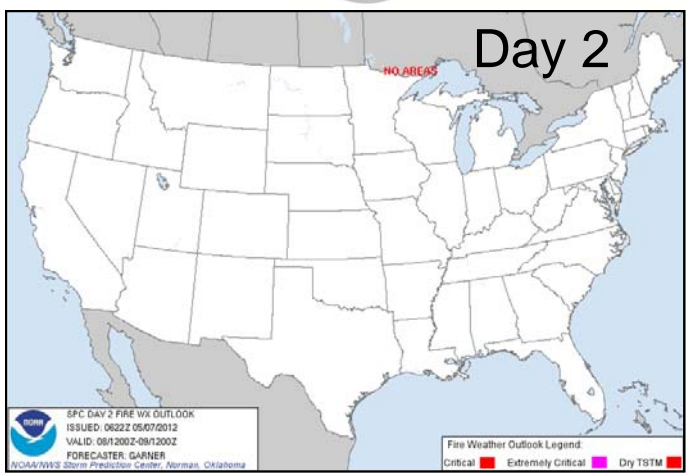 Day 2
NO AREAS
NOAA
SPC DAY 2 FIRE WX OUTLOOK
ISSUED: 0622Z 05/07/2012
VALID: 08/1200Z-09/1200Z
FORECASTER: GARNER
NOAA/NWS Storm Prediction Center, Norman, Oklahoma
Fire Weather Outlook Legend:
Critical Extremely Critical Dry TSTM